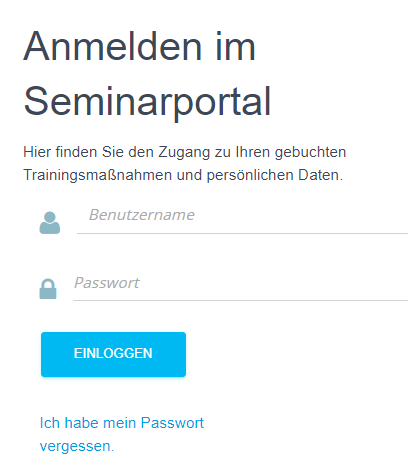 Anmelden im
Seminarportal
Hier finden Sie den Zugang zu Ihren gebuchten
Trainingsmaßnahmen und persönlichen Daten.
Benutzername
Passwort
EINLOGGEN
Ich habe mein Passwort
vergessen.